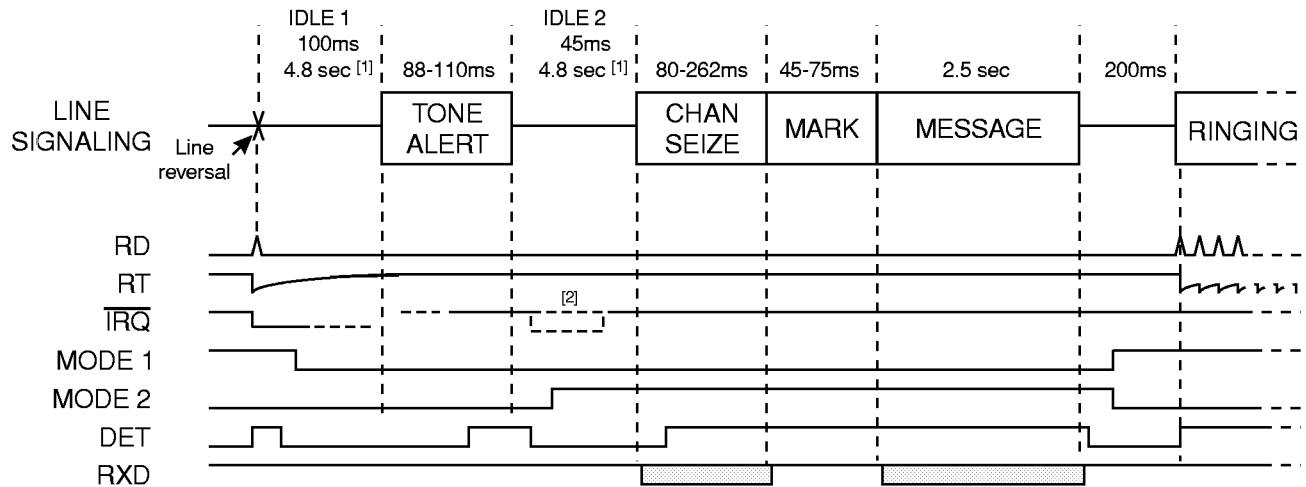 IDLE 1
100ms
4.8 sec [1]
88-110ms
IDLE 2
45ms
4.8 sec [1]
80-262ms
45-75ms
2.5 sec
200ms
LINE
SIGNALING
Line
reversal
TONE
ALERT
CHAN
SEIZE
MARK
MESSAGE
RINGING
RD
RT
IRQ
[2]
MODE 1
MODE 2
DET
RXD